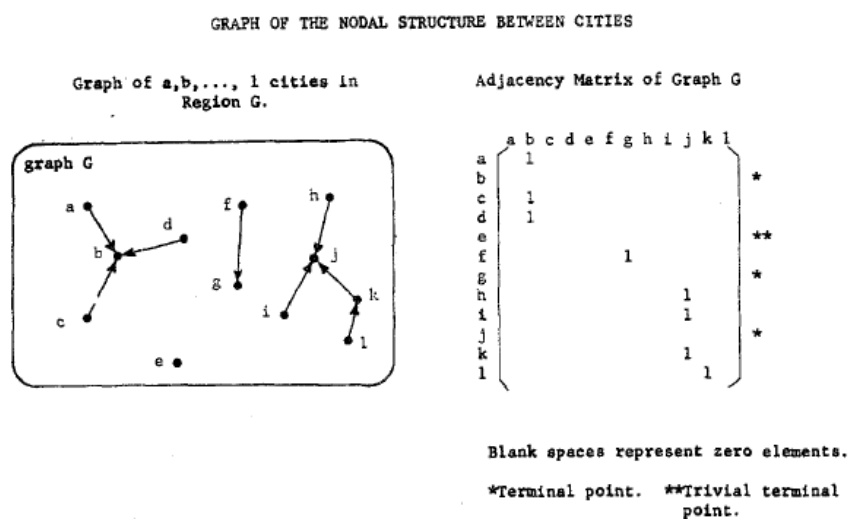 GRAPH OF THE NODAL STRUCTURE BETWEEN CITIES
Graph of a,b,..., l cities in
Region G.
graph G
a
d
b
c
e
f
g
h
j
i
k
l
Adjacency Matrix of Graph G
a b c d e f g h i j k l
a 1
b *
c 1
d 1
e **
f 1
g *
h 1
i 1
j *
k 1
l 1
Blank spaces represent zero elements.
*Terminal point. **Trivial terminal
point.